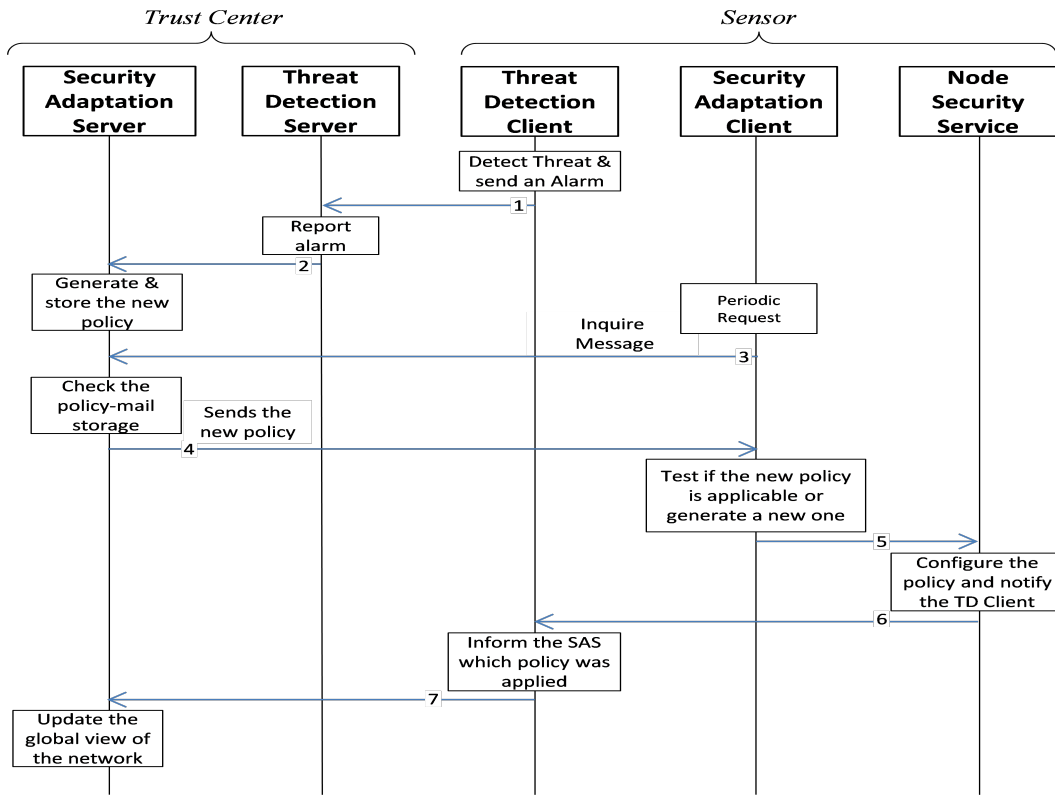 Trust Center
Sensor
Security
Adaptation
Server
Threat
Detection
Server
Threat
Detection
Client
Security
Adaptation
Client
Node
Security
Service
Detect Threat &
send an Alarm
1
Report
alarm
2
Generate &
store the new
policy
Periodic
Request
Inquire
Message
3
Check the
policy-mail
storage
Sends the
new policy
4
Test if the new policy
is applicable or
generate a new one
5
Configure the
policy and notify
the TD Client
6
Inform the SAS
which policy was
applied
7
Update the
global view of
the network